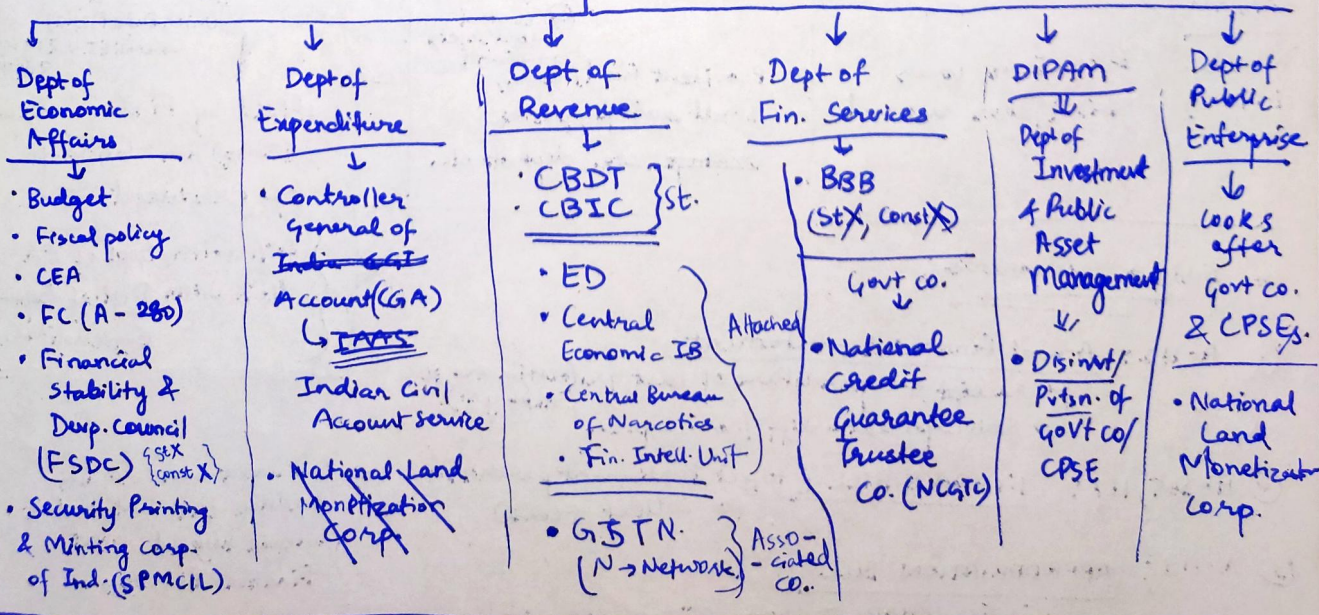 Dept of
Economic
Affairs
• Budget
• Fiscal policy
• CEA
• FC (A - 280)
• Financial
Stability &
Devp. Council
(FSDC) {St X
const X}
• Security Printing
& Minting Corp.
of Ind. (SPMCIL)
Dept of
Expenditure
• Controller
General of
India CGI
Account (CGA)
IAAS
Indian Civil
Account Service
• National Land
Monetization
Corp.
Dept of
Revenue
• CBDT
• CBIC
} St.
• ED
• Central
Economic IB
• Central Bureau
of Narcotics
• Fin. Intell. Unit
Attached
• GSTN.
(N → Network)
Asso-
-ciated
co.
Dept of
Fin. Services
• BBB
(St X, Const X)
Govt co.
• National
Credit
Guarantee
Trustee
Co. (NCGTC)
DIPAM
Dept of
Investment
& Public
Asset
Management
• Disinvt/
Pvtsn. of
Govt co/
CPSE
Dept of
Public
Enterprise
Looks
after
Govt co.
& CPSEs.
• National
Land
Monetization
Corp.